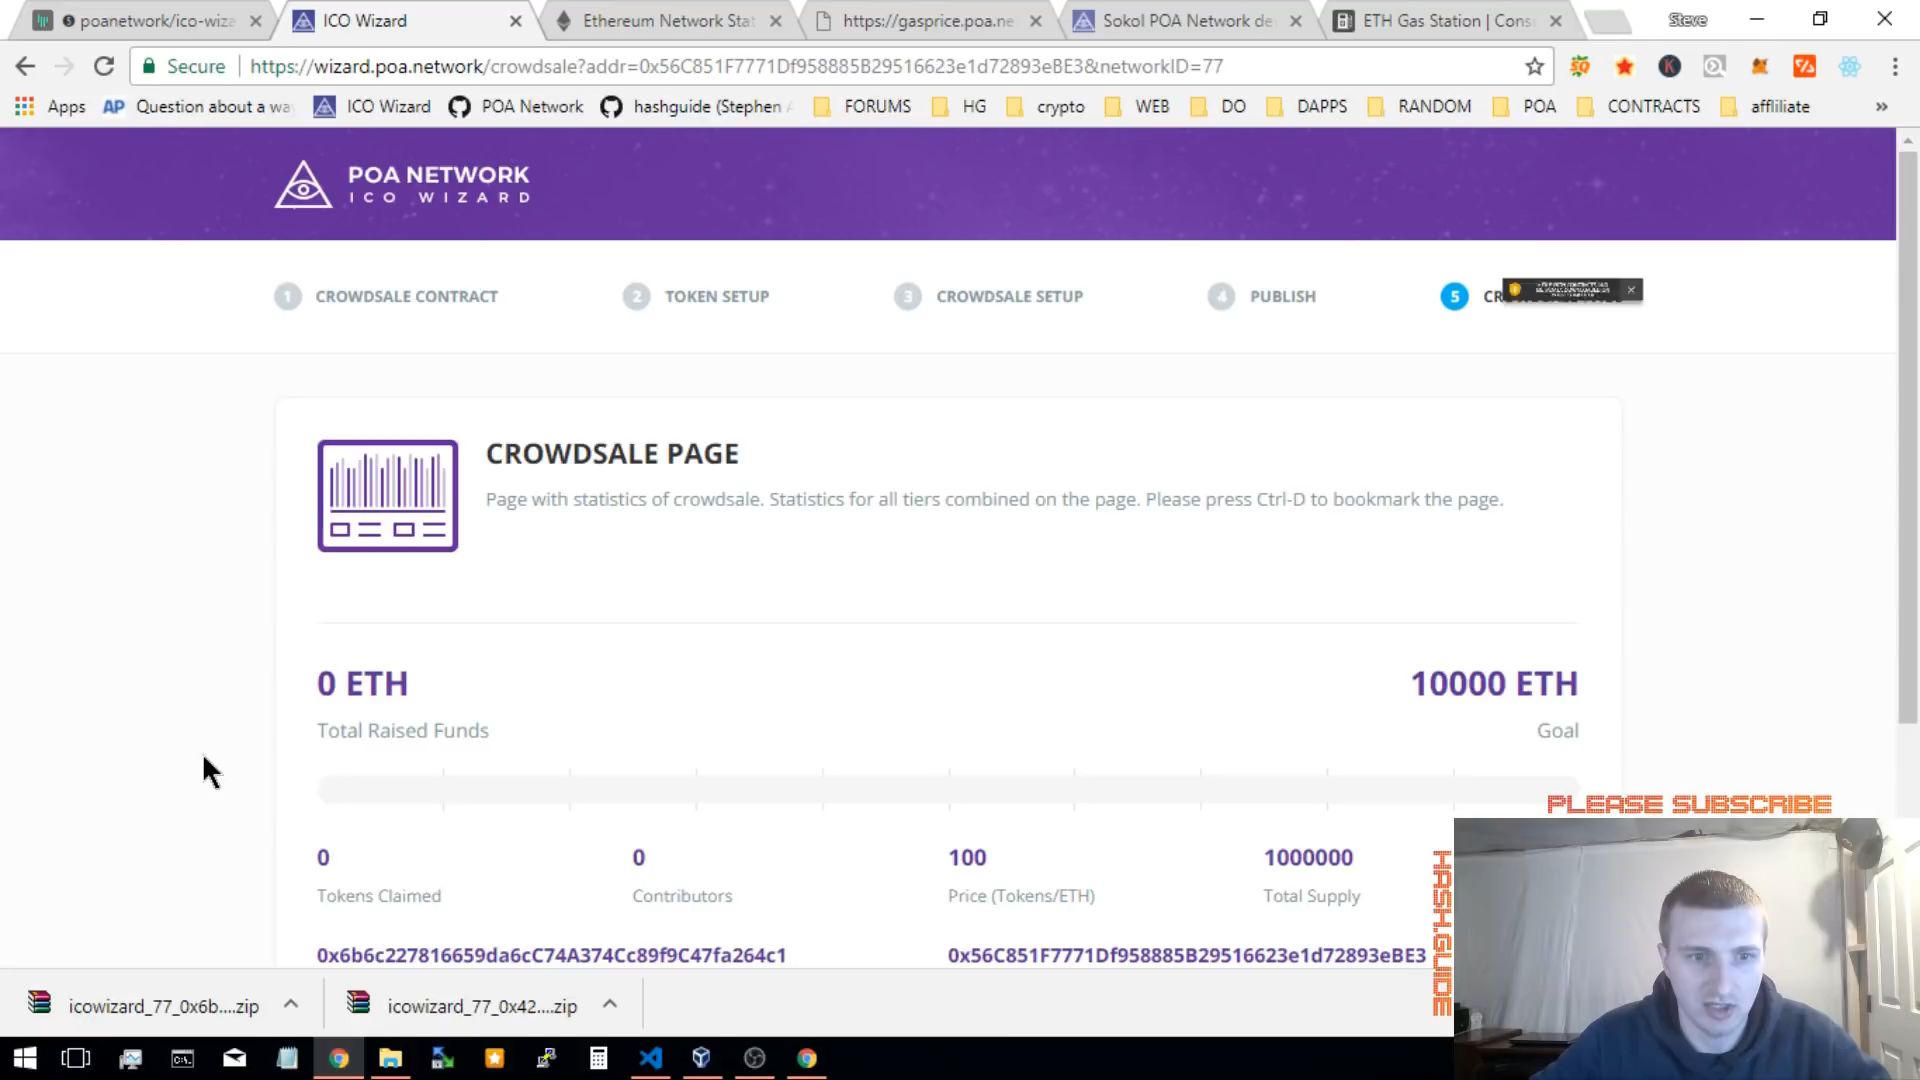 poanetwork/ico-wiza
ICO Wizard
Ethereum Network Stat
https://gasprice.poa.ne
Sokol POA Network de
ETH Gas Station | Cons
Steve
Secure
https://wizard.poa.network/crowdsale?addr=0x56C851F7771Df958885B29516623e1d72893eBE3&networkID=77
Apps
AP
Question about a wa
ICO Wizard
POA Network
hashguide (Stephen A
FORUMS
HG
crypto
WEB
DO
DAPPS
RANDOM
POA
CONTRACTS
affliliate
»
POA NETWORK
ICO WIZARD
1 CROWDSALE CONTRACT
2 TOKEN SETUP
3 CROWDSALE SETUP
4 PUBLISH
5
CROWDSALE PAGE
Page with statistics of crowdsale. Statistics for all tiers combined on the page. Please press Ctrl-D to bookmark the page.
0 ETH
Total Raised Funds
10000 ETH
Goal
0
Tokens Claimed
0
Contributors
100
Price (Tokens/ETH)
1000000
Total Supply
0x6b6c227816659da6cC74A374Cc89f9C47fa264c1
0x56C851F7771Df958885B29516623e1d72893eBE3
PLEASE SUBSCRIBE
HASH.GUIDE
icowizard_77_0x6b....zip
icowizard_77_0x42....zip